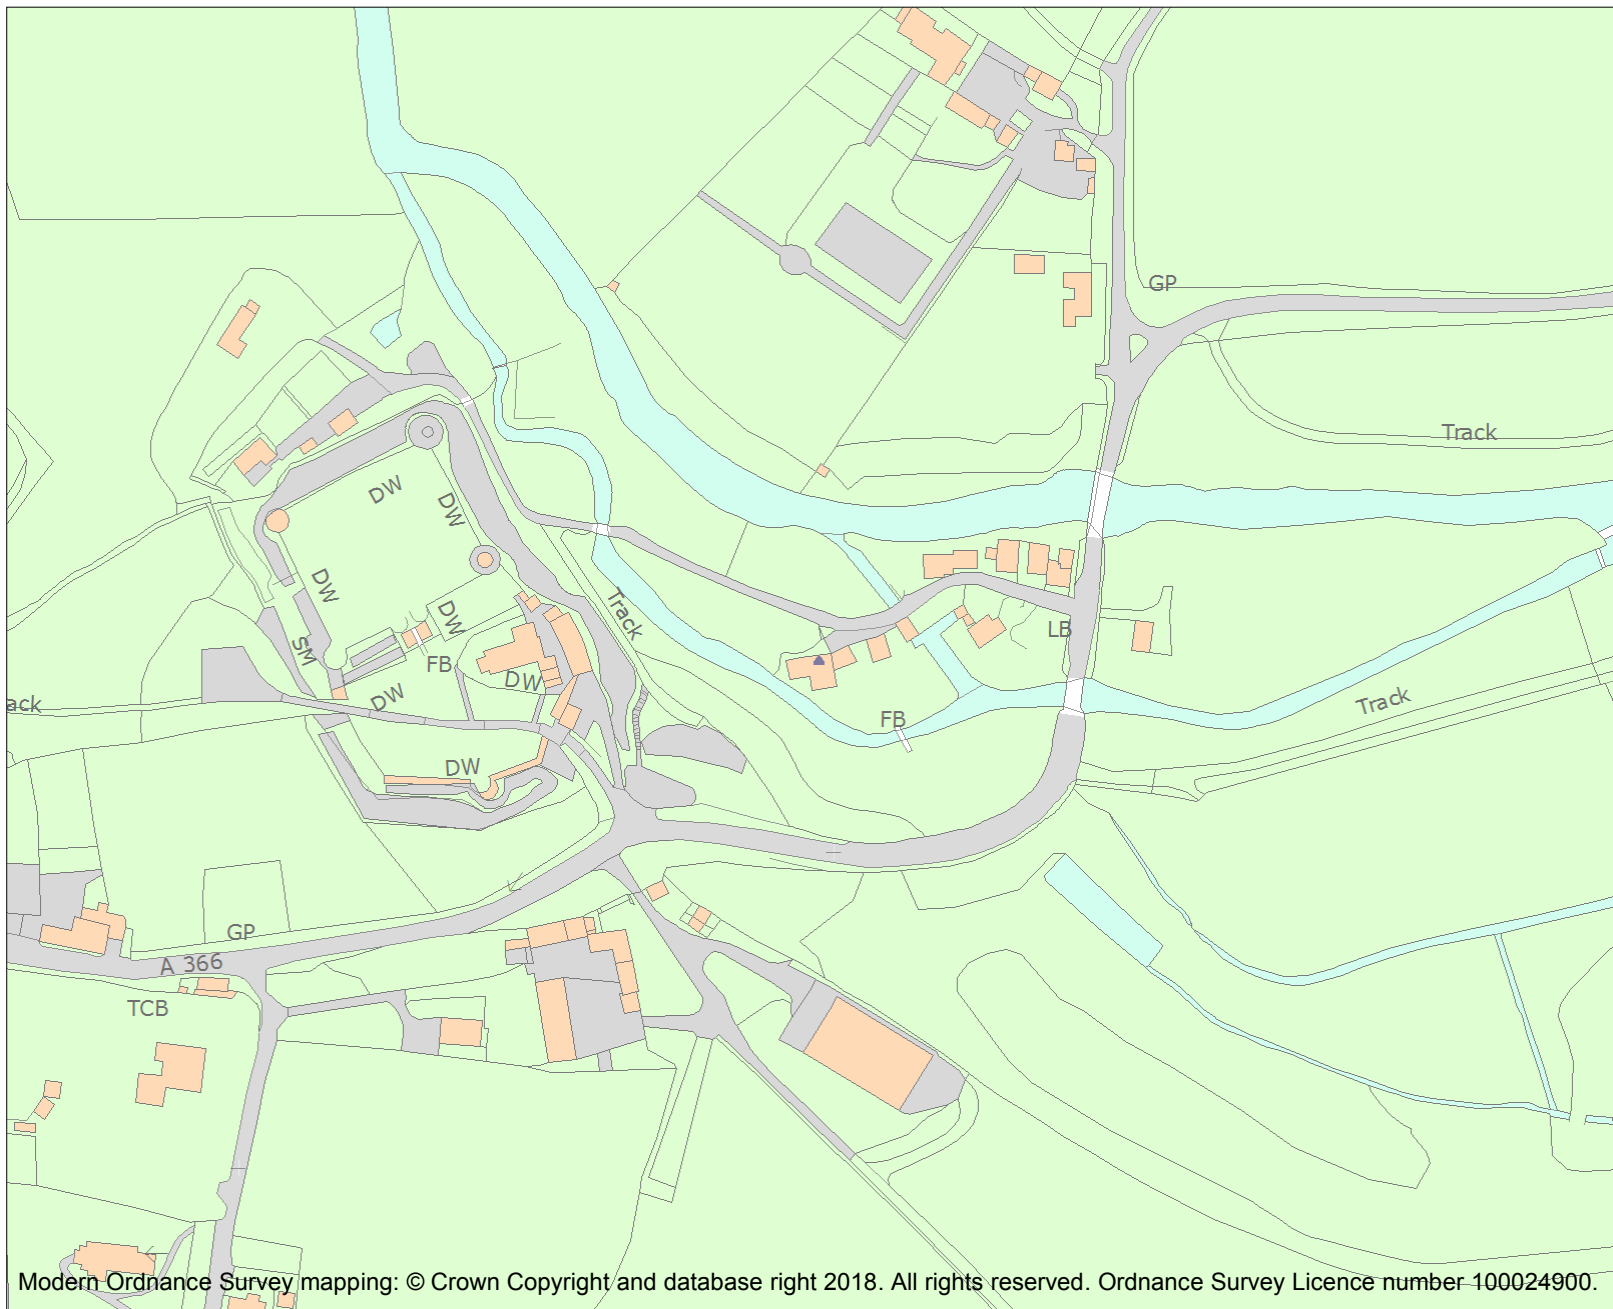 GP
Track
DW
DW
DW
Track
DW
LB
SM
FB
DW
DW
ack
Track
FB
DW
GP
A 366
TCB
Modern Ordnance Survey mapping: © Crown Copyright and database right 2018. All rights reserved. Ordnance Survey Licence number 100024900.